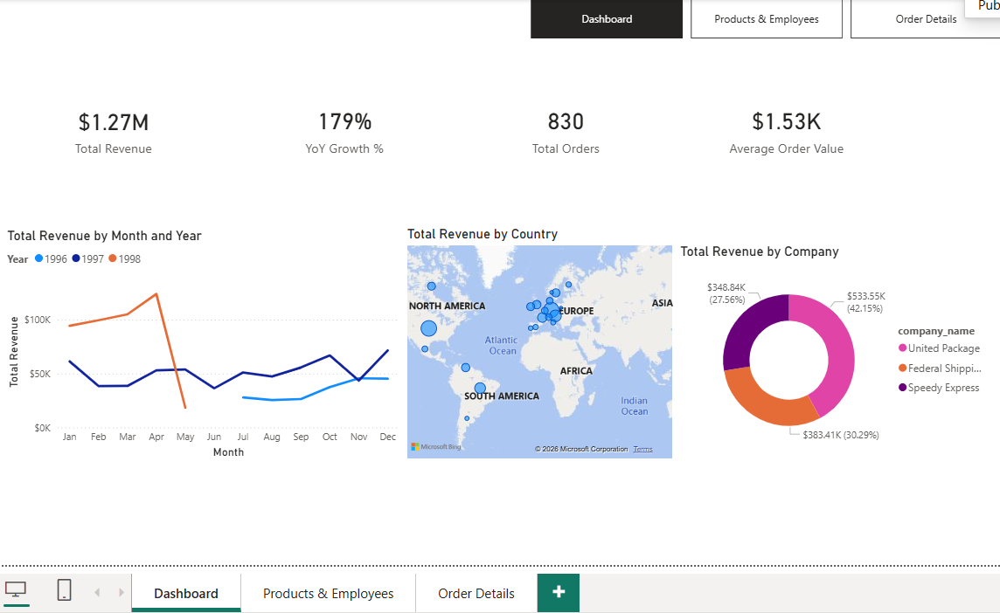 Dashboard
Products & Employees
Order Details
Pub
$1.27M
Total Revenue
179%
YoY Growth %
830
Total Orders
$1.53K
Average Order Value
Total Revenue by Month and Year
Year 1996 1997 1998
Total Revenue
$100K
$50K
$0K
Jan Feb Mar Apr May Jun Jul Aug Sep Oct Nov Dec
Month
Total Revenue by Country
NORTH AMERICA
EUROPE
ASIA
Atlantic
Ocean
AFRICA
SOUTH AMERICA
Indian
Ocean
Microsoft Bing
© 2026 Microsoft Corporation Terms
Total Revenue by Company
$348.84K
(27.56%)
$533.55K
(42.15%)
$383.41K (30.29%)
company_name
United Package
Federal Shippi...
Speedy Express
Dashboard
Products & Employees
Order Details